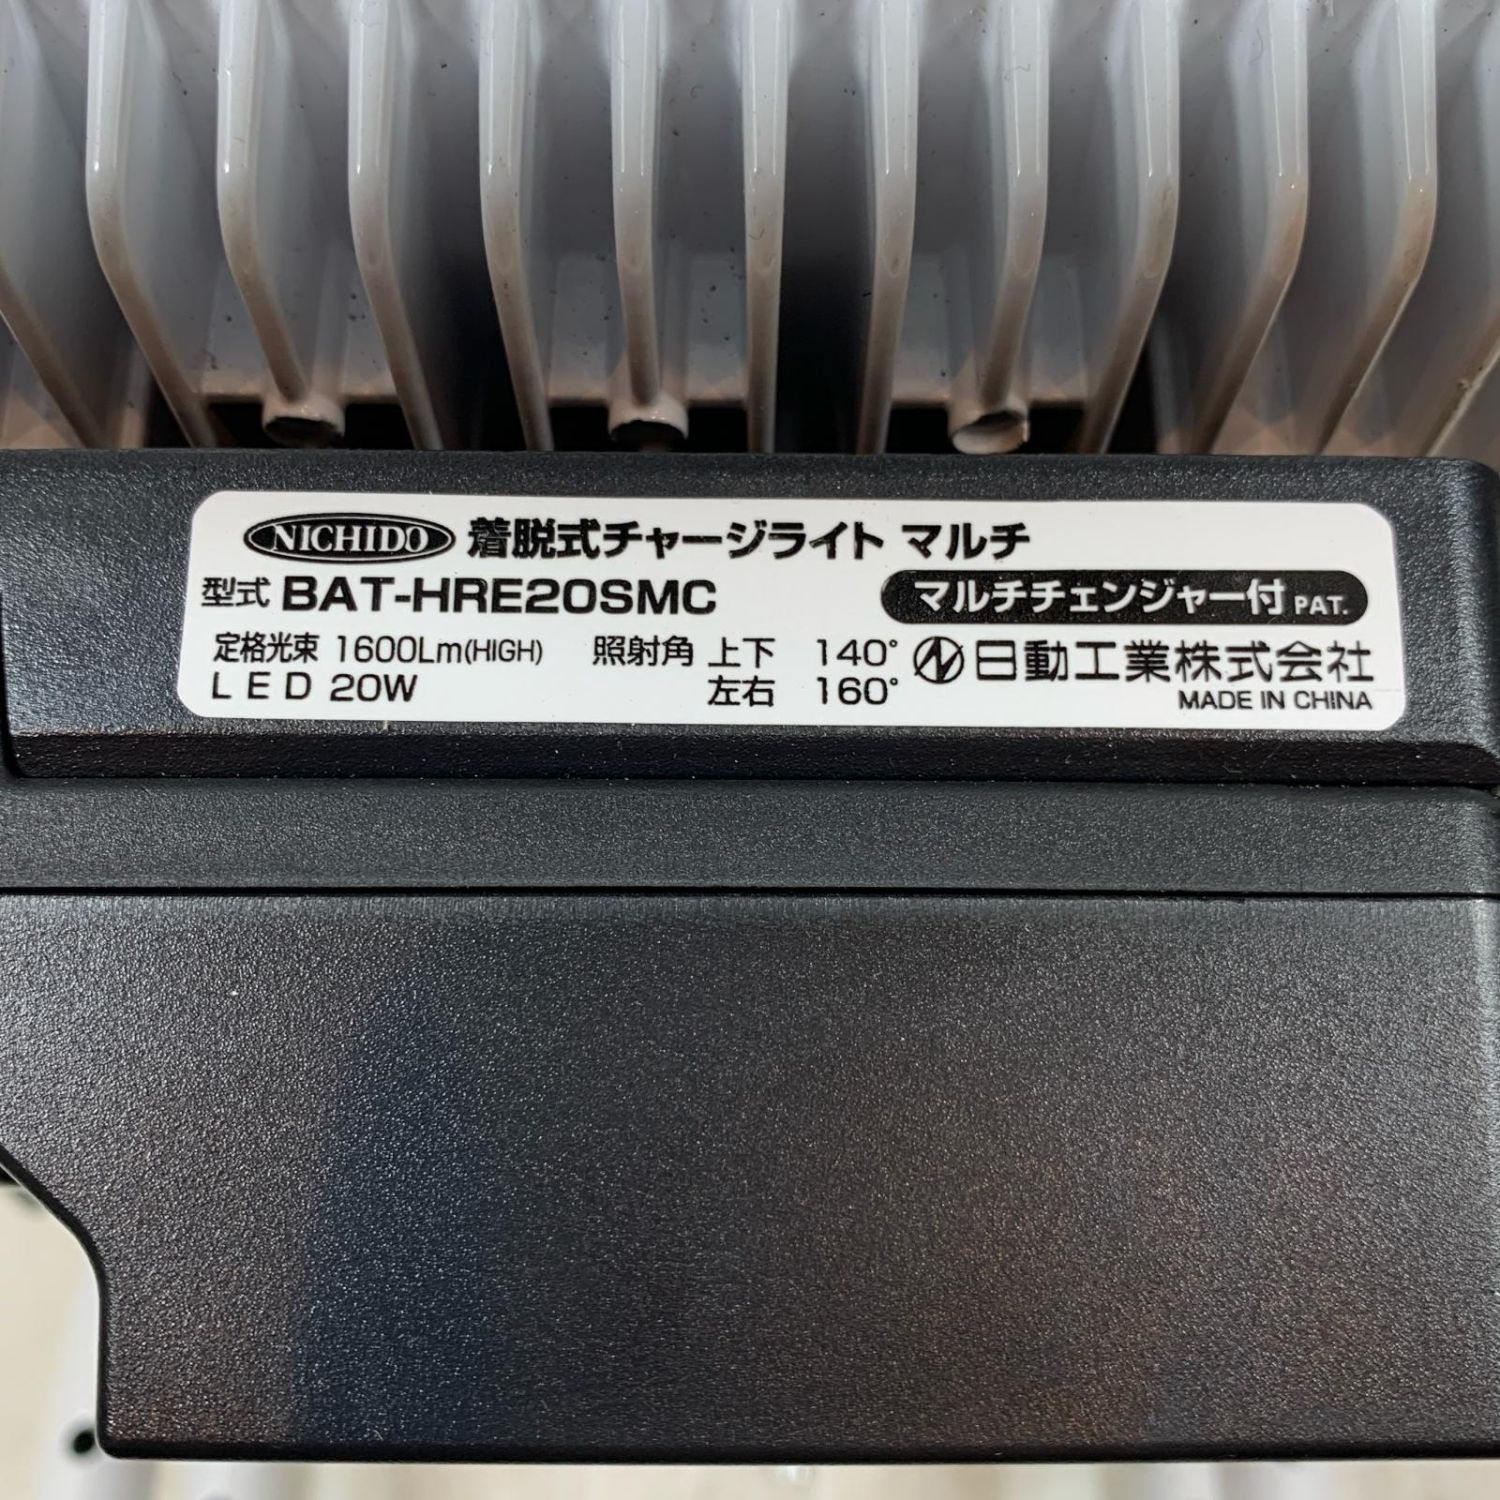 NICHIDO 着脱式チャージライト マルチ
型式 BAT-HRE20SMC
マルチチェンジャー付 PAT.
定格光束 1600Lm(HIGH) 照射角 上下 140°
LED 20W 左右 160°
日動工業株式会社
MADE IN CHINA